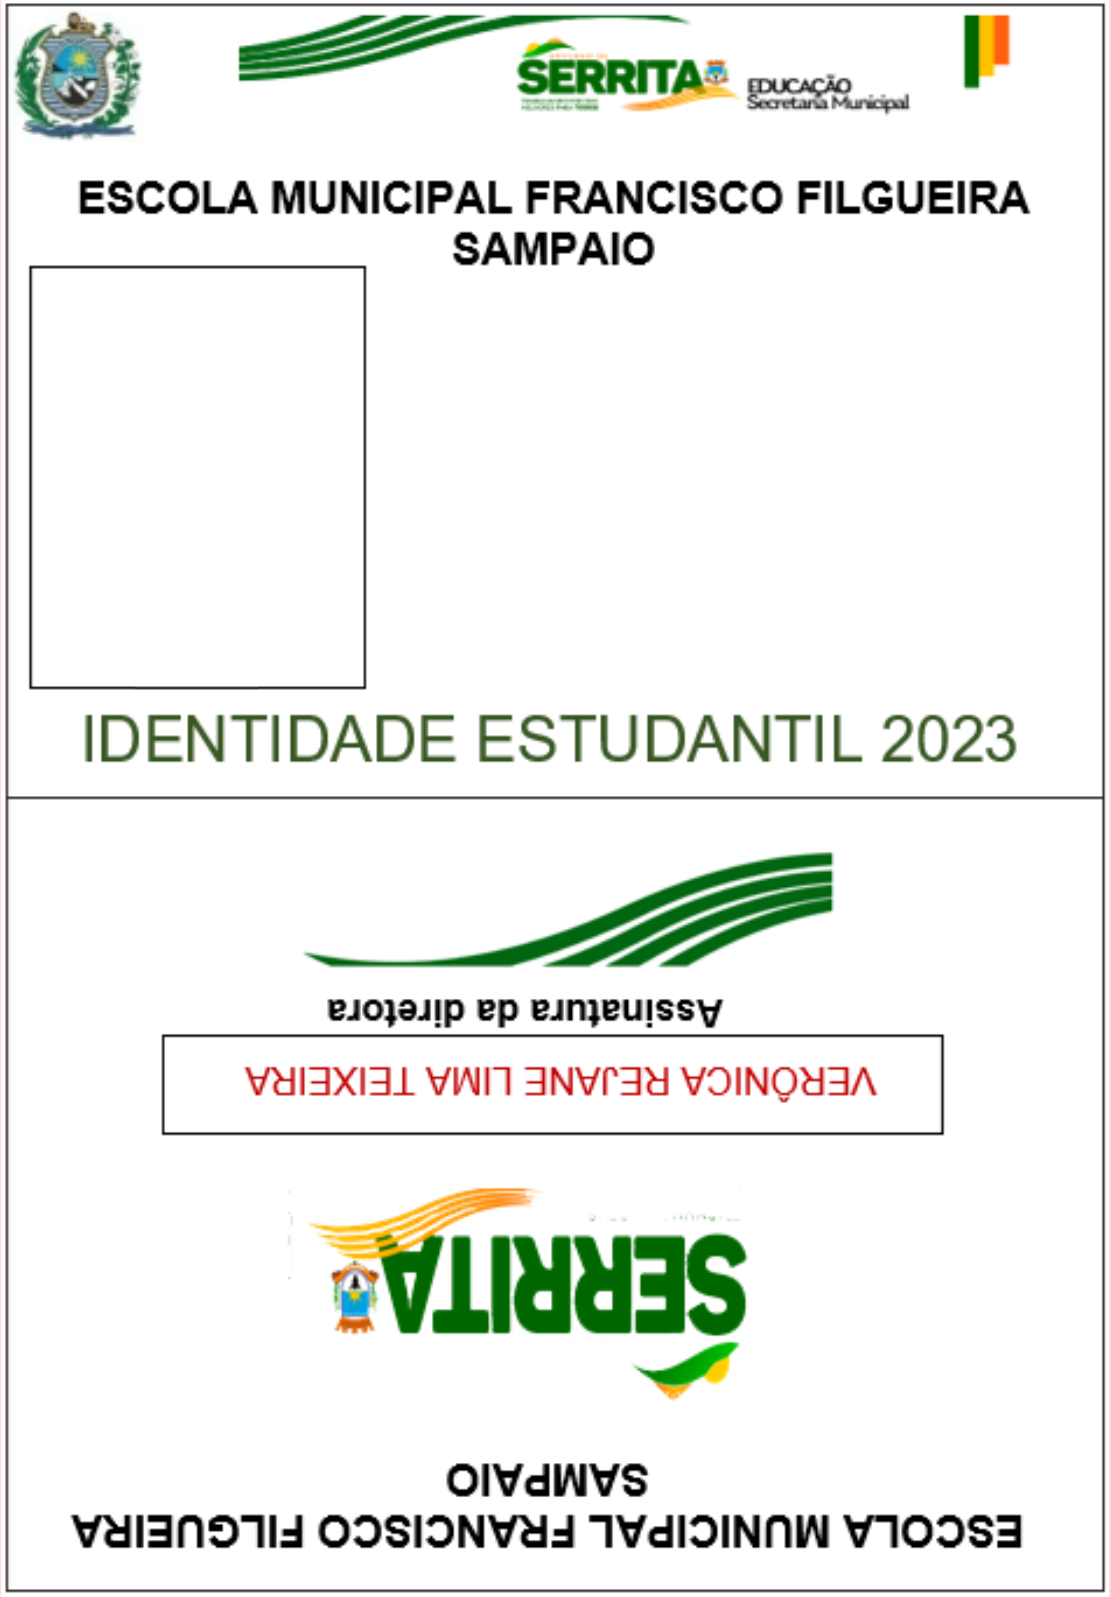 SERRITA
EDUCAÇÃO
Secretaria Municipal
ESCOLA MUNICIPAL FRANCISCO FILGUEIRA
SAMPAIO
IDENTIDADE ESTUDANTIL 2023
ESCOLA MUNICIPAL FRANCISCO FILGUEIRA
SAMPAIO
SERRITA
VERÔNICA REJANE LIMA TEIXEIRA
Assinatura da diretora